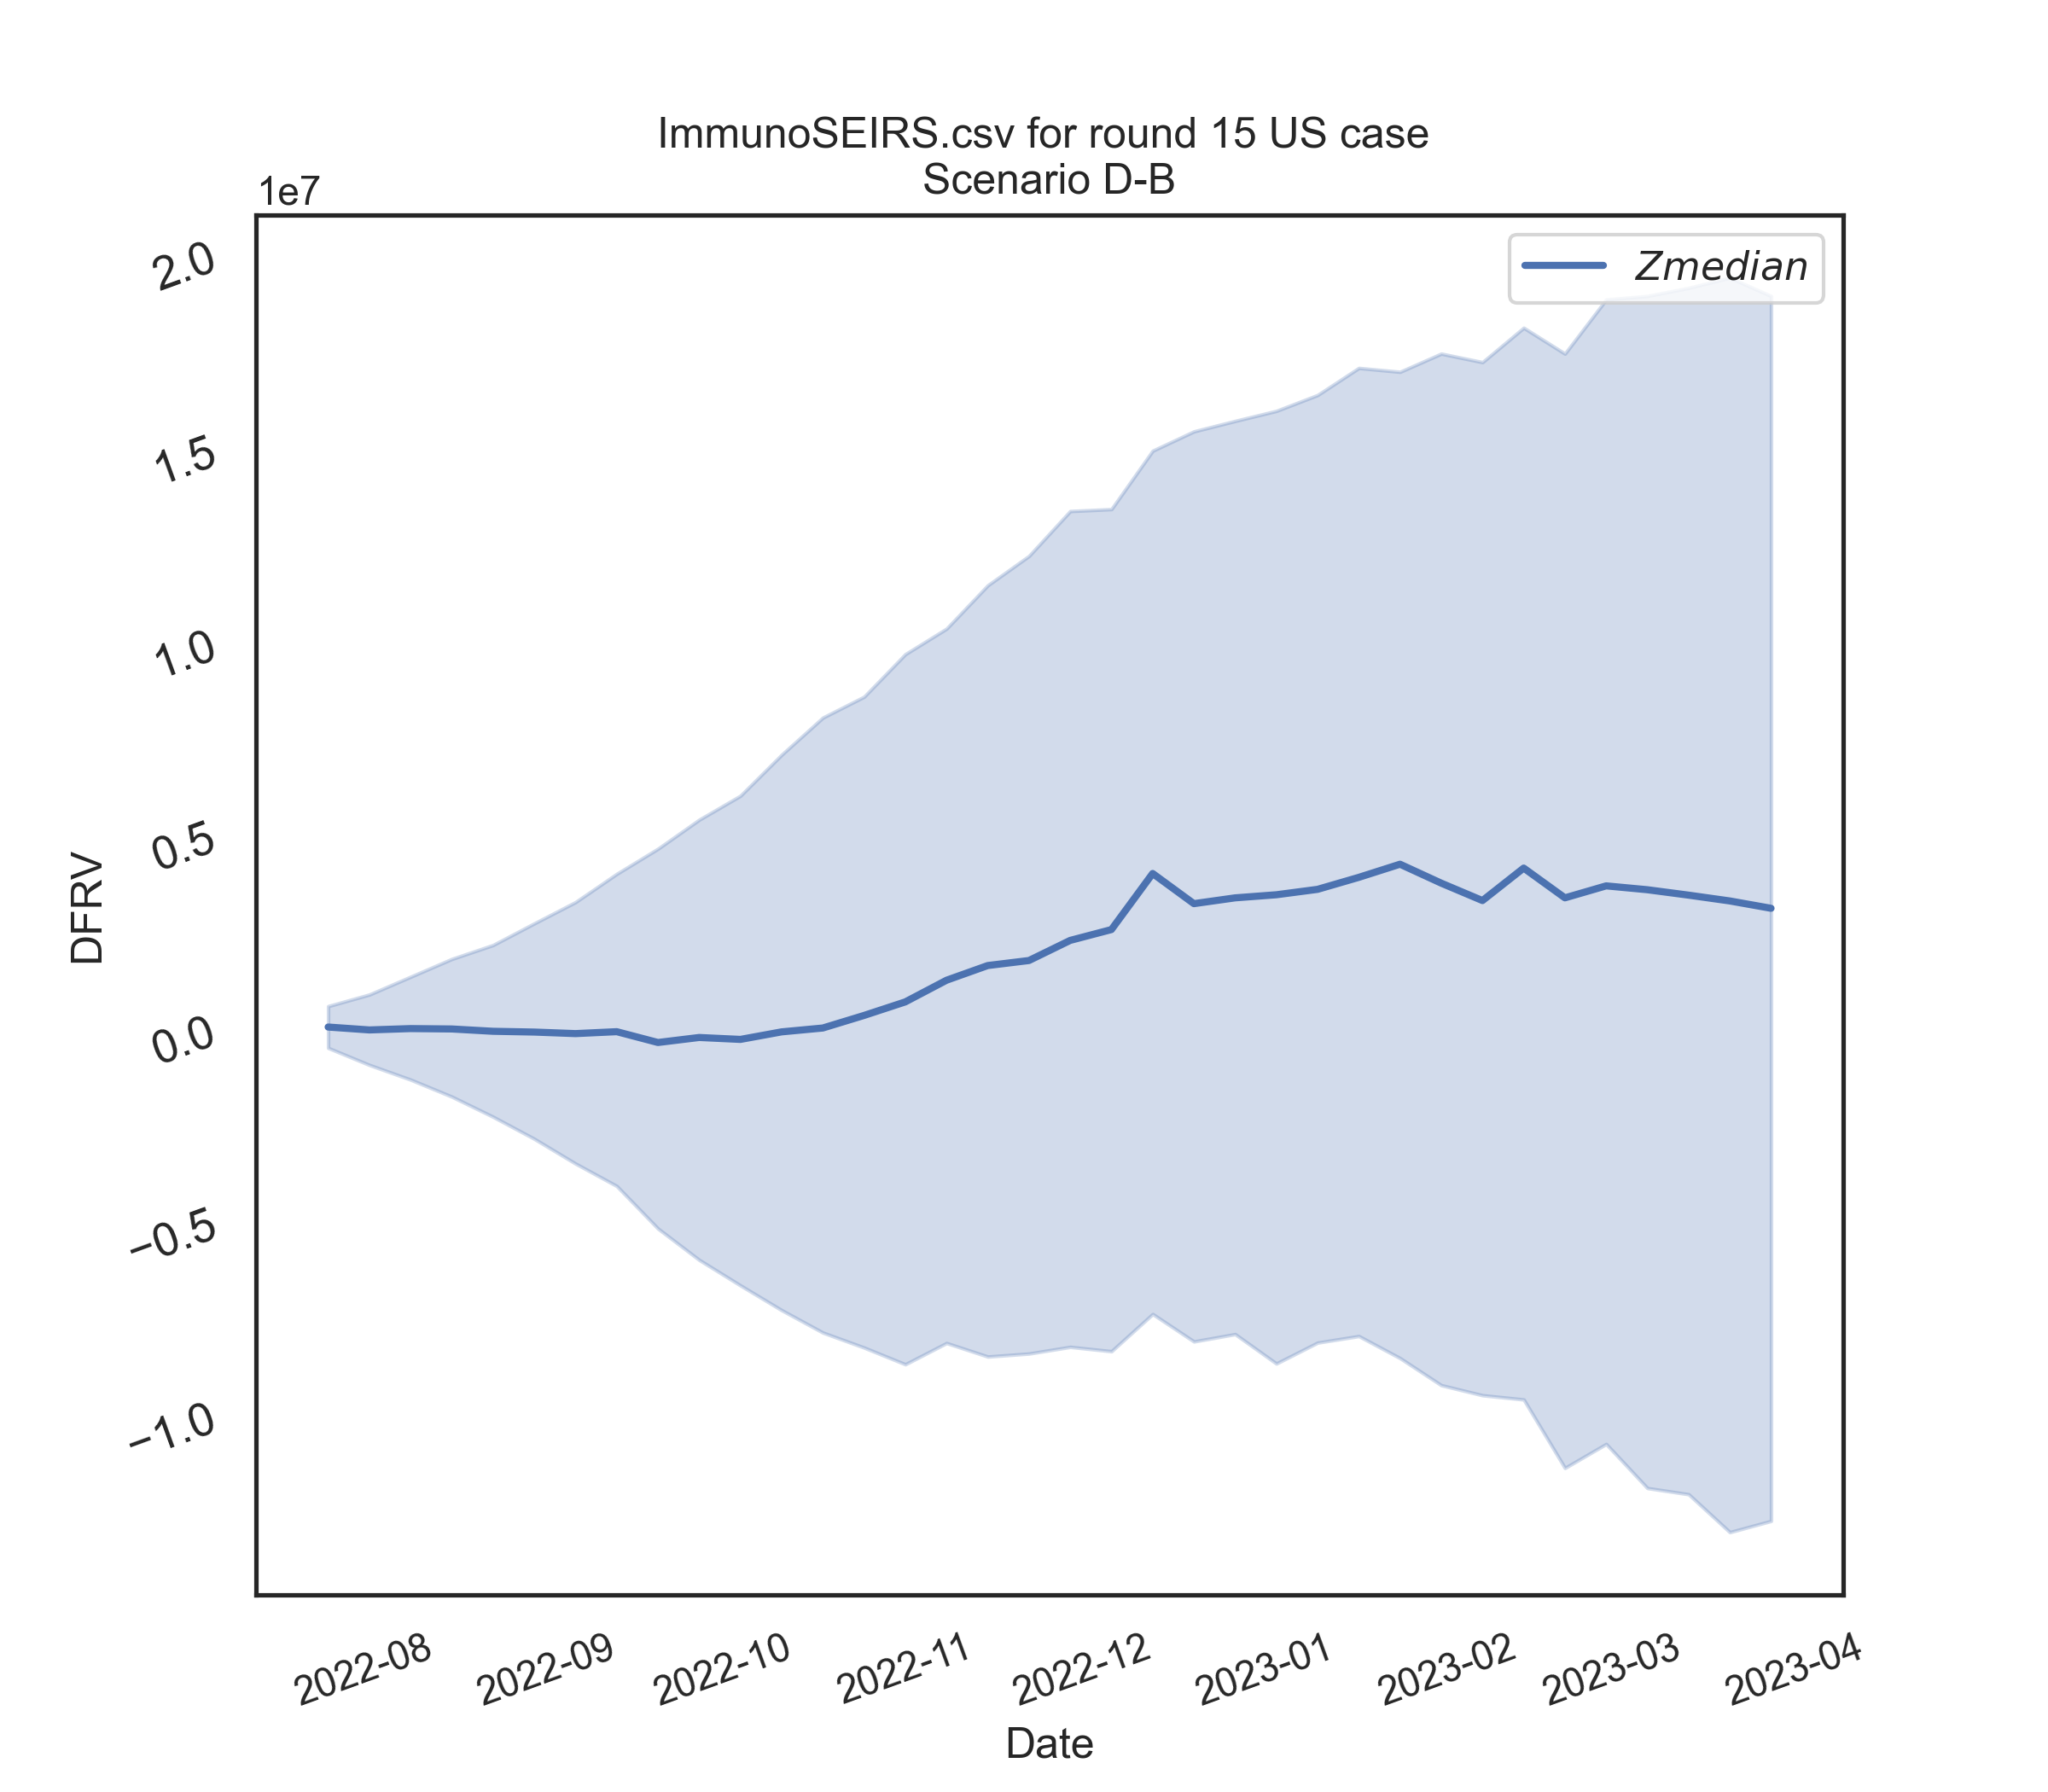 ImmunoSEIRS.csv for round 15 US case
Scenario D-B
1e7
Zmedian
2.0
1.5
1.0
0.5
0.0
−0.5
−1.0
DFRV
2022-08
2022-09
2022-10
2022-11
2022-12
2023-01
2023-02
2023-03
2023-04
Date